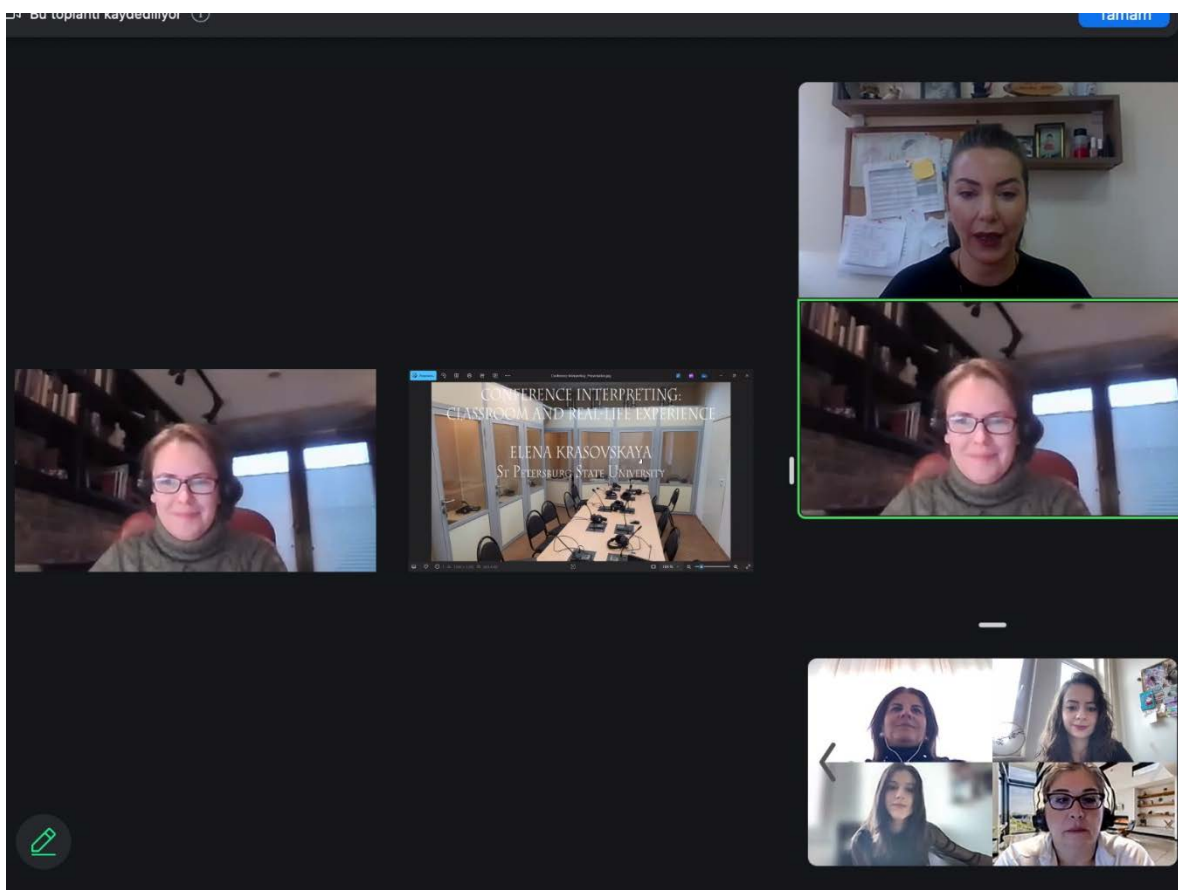 Bu toplantı kaydediliyor
Tamam
CONFERENCE INTERPRETING:
CLASSROOM AND REAL-LIFE EXPERIENCE
ELENA KRASOVSKAYA
ST PETERSBURG STATE UNIVERSITY